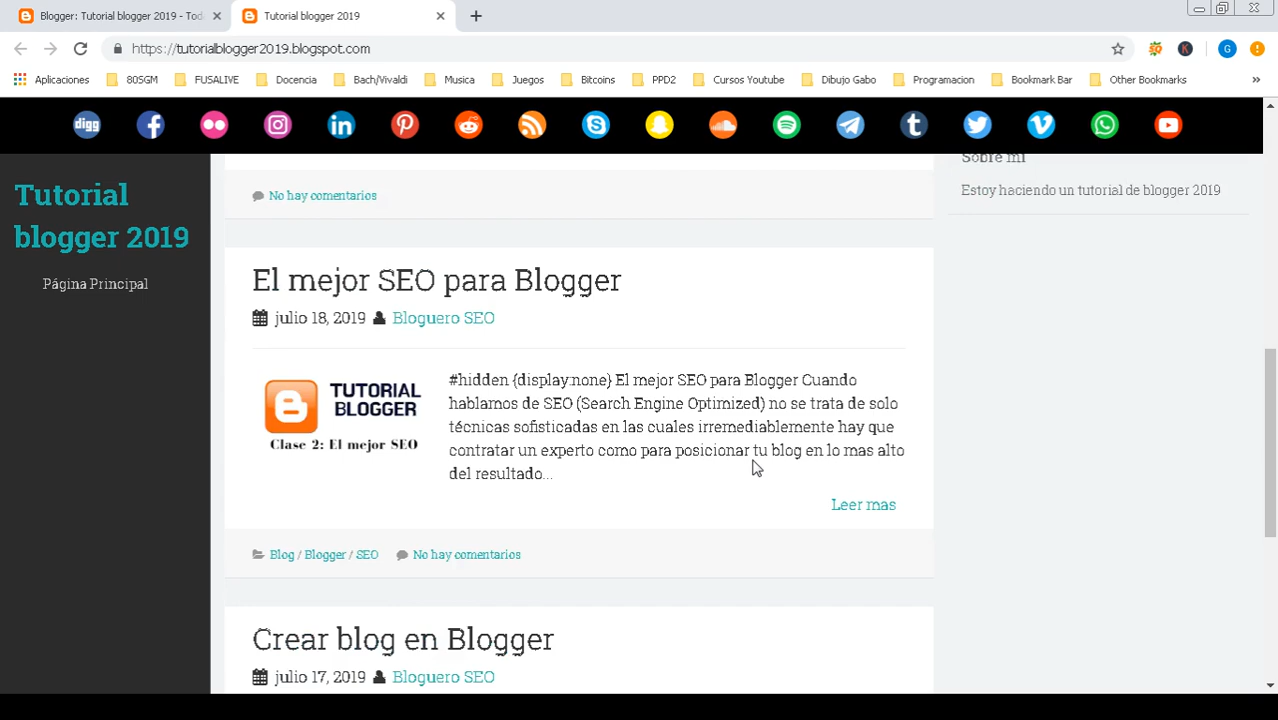 Blogger: Tutorial blogger 2019 - Tod
Tutorial blogger 2019
https://tutorialblogger2019.blogspot.com
Aplicaciones
80SGM
FUSALIVE
Docencia
Bach/Vivaldi
Musica
Juegos
Bitcoins
PPD2
Cursos Youtube
Dibujo Gabo
Programacion
Bookmark Bar
Other Bookmarks
digg
Tutorial
blogger 2019
Página Principal
No hay comentarios
El mejor SEO para Blogger
julio 18, 2019 Bloguero SEO
TUTORIAL
BLOGGER
Clase 2: El mejor SEO
#hidden {display:none} El mejor SEO para Blogger Cuando
hablamos de SEO (Search Engine Optimized) no se trata de solo
técnicas sofisticadas en las cuales irremediablemente hay que
contratar un experto como para posicionar tu blog en lo mas alto
del resultado...
Leer mas
Blog / Blogger / SEO No hay comentarios
Crear blog en Blogger
julio 17, 2019 Bloguero SEO
Sobre mi
Estoy haciendo un tutorial de blogger 2019